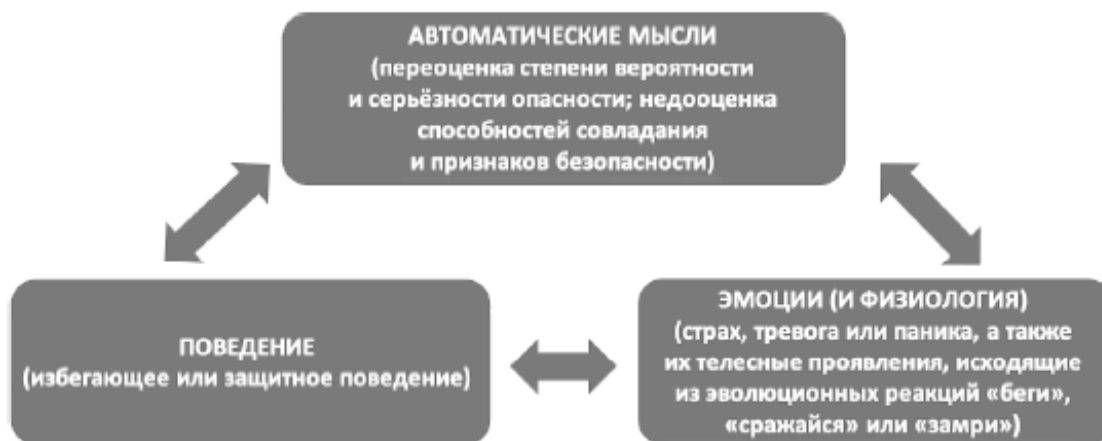 АВТОМАТИЧЕСКИЕ МЫСЛИ
(переоценка степени вероятности
и серьёзности опасности; недооценка
способностей совладания
и признаков безопасности)
ПОВЕДЕНИЕ
(избегающее или защитное поведение)
ЭМОЦИИ (И ФИЗИОЛОГИЯ)
(страх, тревога или паника, а также
их телесные проявления, исходящие
из эволюционных реакций «беги»,
«сражайся» или «замри»)